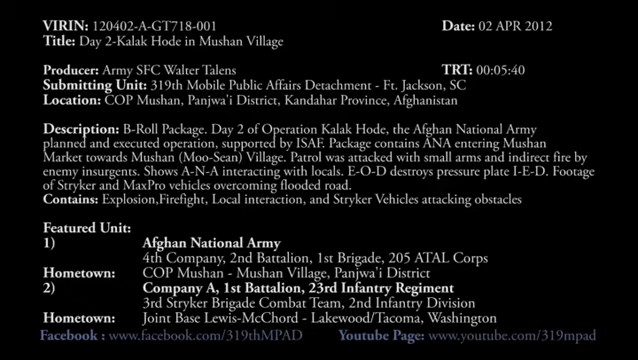 VIRIN: 120402-A-GT718-001 Date: 02 APR 2012
Title: Day 2-Kalak Hode in Mushan Village
Producer: Army SFC Walter Talens TRT: 00:05:40
Submitting Unit: 319th Mobile Public Affairs Detachment - Ft. Jackson, SC
Location: COP Mushan, Panjwa'i District, Kandahar Province, Afghanistan
Description: B-Roll Package. Day 2 of Operation Kalak Hode, the Afghan National Army
planned and executed operation, supported by ISAF. Package contains ANA entering Mushan
Market towards Mushan (Moo-Sean) Village. Patrol was attacked with small arms and indirect fire by
enemy insurgents. Shows A-N-A interacting with locals. E-O-D destroys pressure plate I-E-D. Footage
of Stryker and MaxPro vehicles overcoming flooded road.
Contains: Explosion,Firefight, Local interaction, and Stryker Vehicles attacking obstacles
Featured Unit:
1) Afghan National Army
4th Company, 2nd Battalion, 1st Brigade, 205 ATAL Corps
Hometown: COP Mushan - Mushan Village, Panjwa'i District
2) Company A, 1st Battalion, 23rd Infantry Regiment
3rd Stryker Brigade Combat Team, 2nd Infantry Division
Hometown: Joint Base Lewis-McChord - Lakewood/Tacoma, Washington
Facebook : www.facebook.com/319thMPAD Youtube Page: www.youtube.com/319mpad